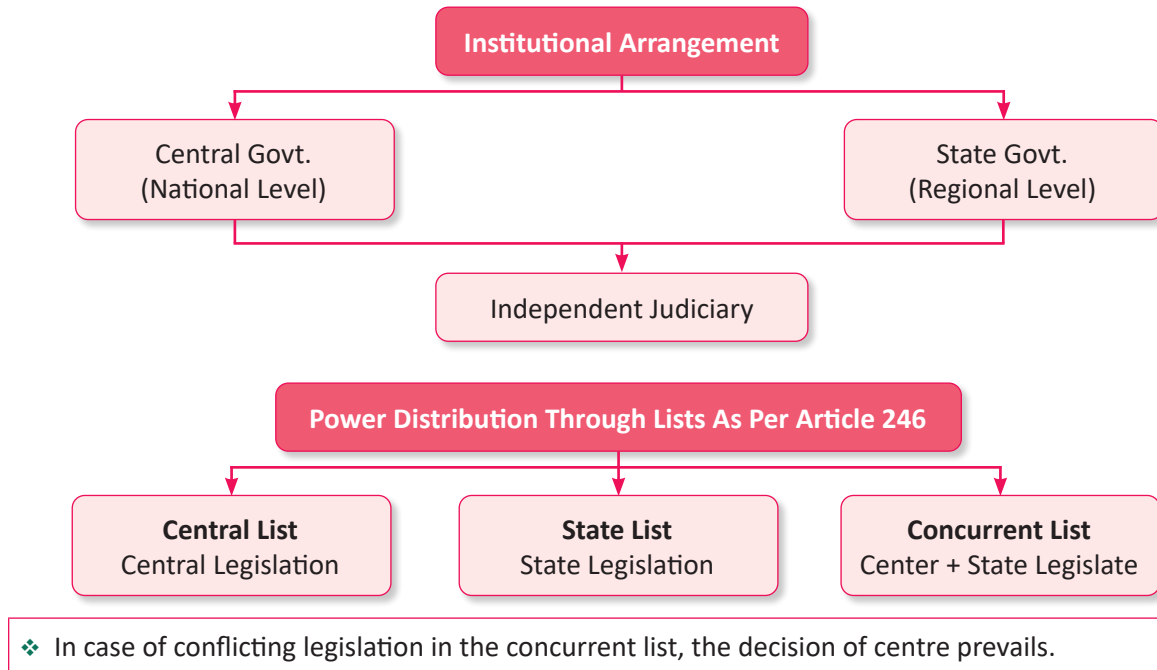 Institutional Arrangement
Central Govt.
(National Level)
State Govt.
(Regional Level)
Independent Judiciary
Power Distribution Through Lists As Per Article 246
Central List
Central Legislation
State List
State Legislation
Concurrent List
Center + State Legislate
❖ In case of conflicting legislation in the concurrent list, the decision of centre prevails.